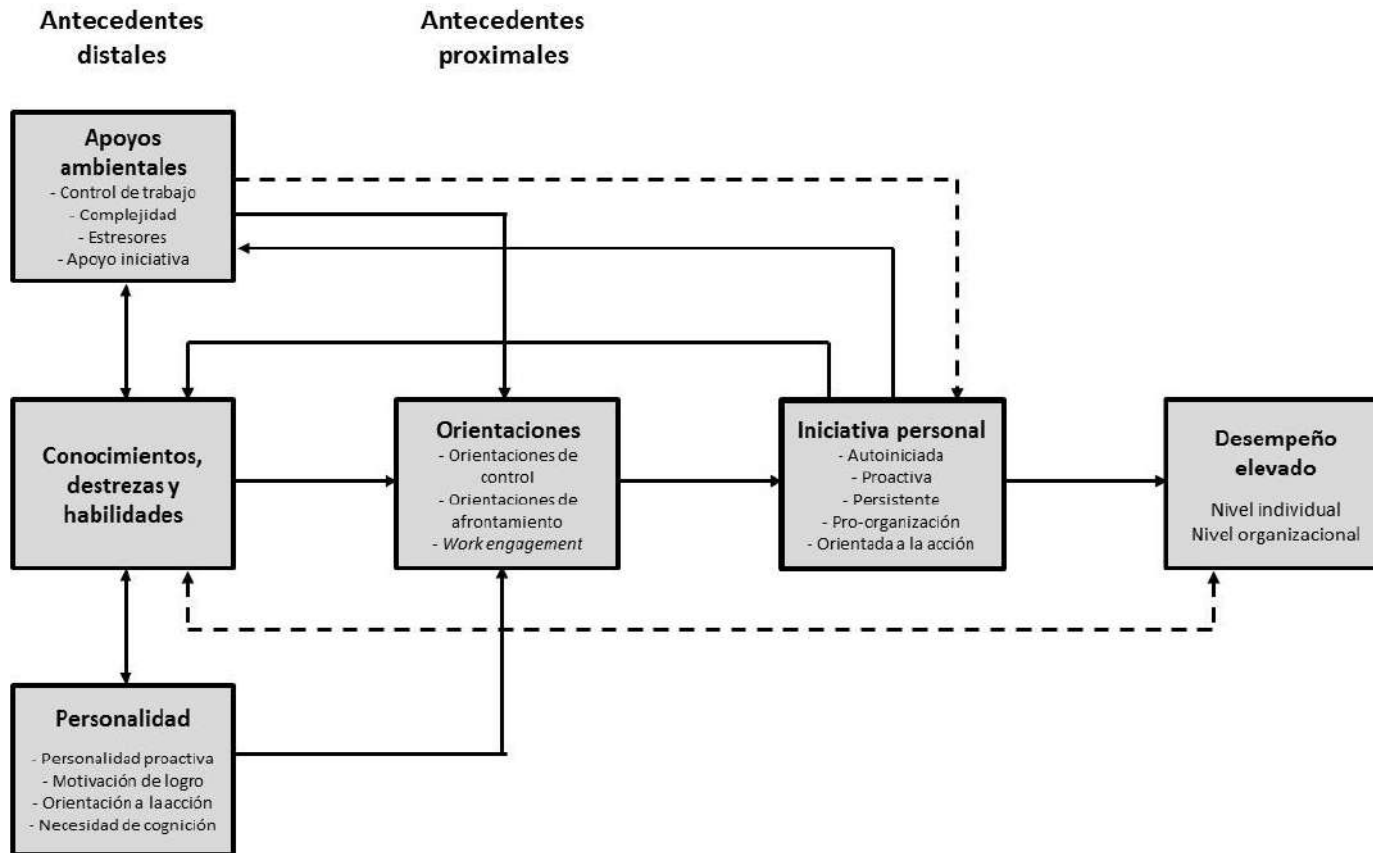 Antecedentes
distales
Antecedentes
proximales
Apoyos
ambientales
- Control de trabajo
- Complejidad
- Estresores
- Apoyo iniciativa
Conocimientos,
destrezas y
habilidades
Orientaciones
- Orientaciones de
control
- Orientaciones de
afrontamiento
- Work engagement
Iniciativa personal
- Autoiniciada
- Proactiva
- Persistente
- Pro-organización
- Orientada a la acción
Desempeño
elevado
Nivel individual
Nivel organizacional
Personalidad
- Personalidad proactiva
- Motivación de logro
- Orientación a la acción
- Necesidad de cognición